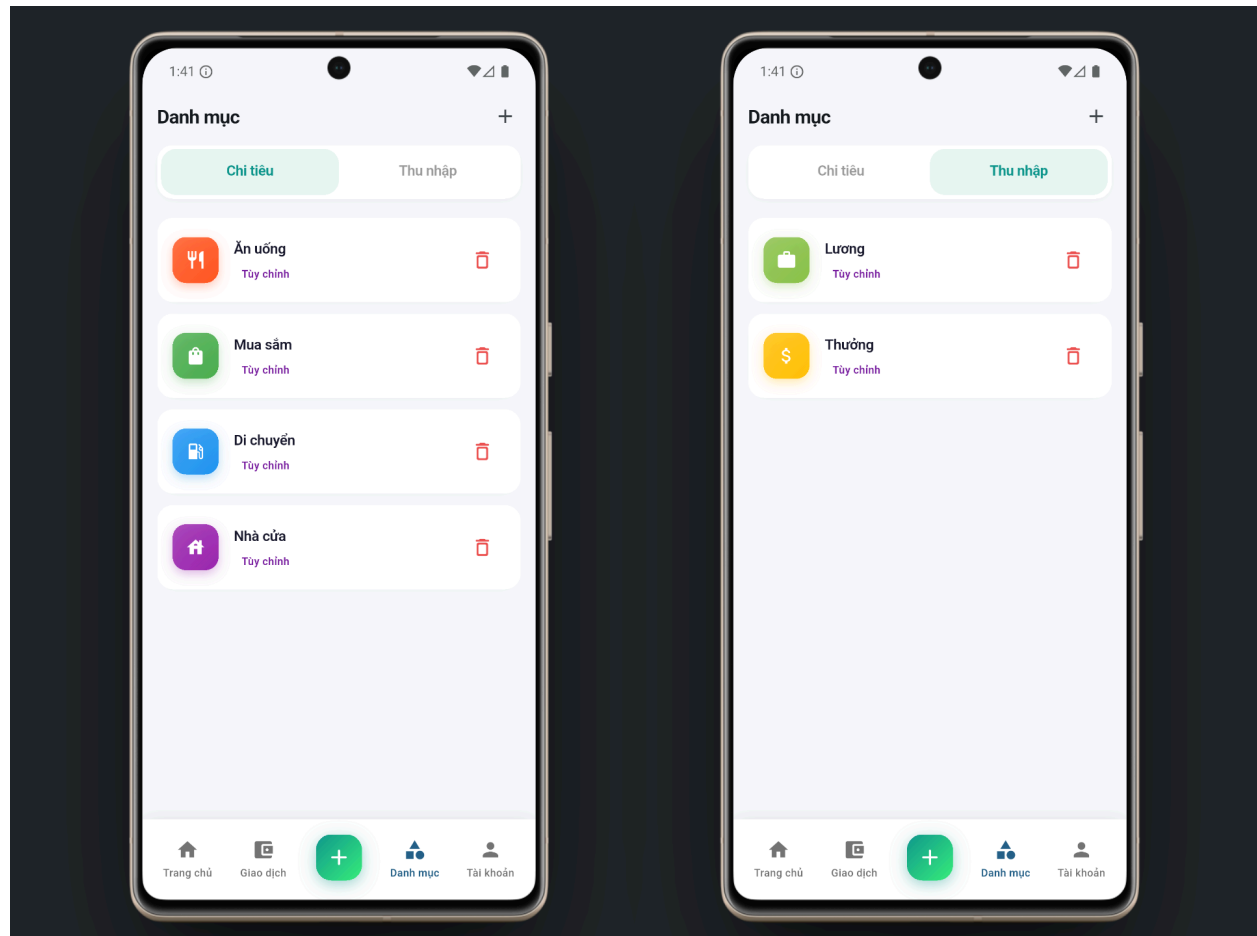 1:41
Danh mục
Chi tiêu Thu nhập
Ăn uống
Tùy chỉnh
Mua sắm
Tùy chỉnh
Di chuyển
Tùy chỉnh
Nhà cửa
Tùy chỉnh
Trang chủ Giao dịch Danh mục Tài khoản
1:41
Danh mục
Chi tiêu Thu nhập
Lương
Tùy chỉnh
Thưởng
Tùy chỉnh
Trang chủ Giao dịch Danh mục Tài khoản